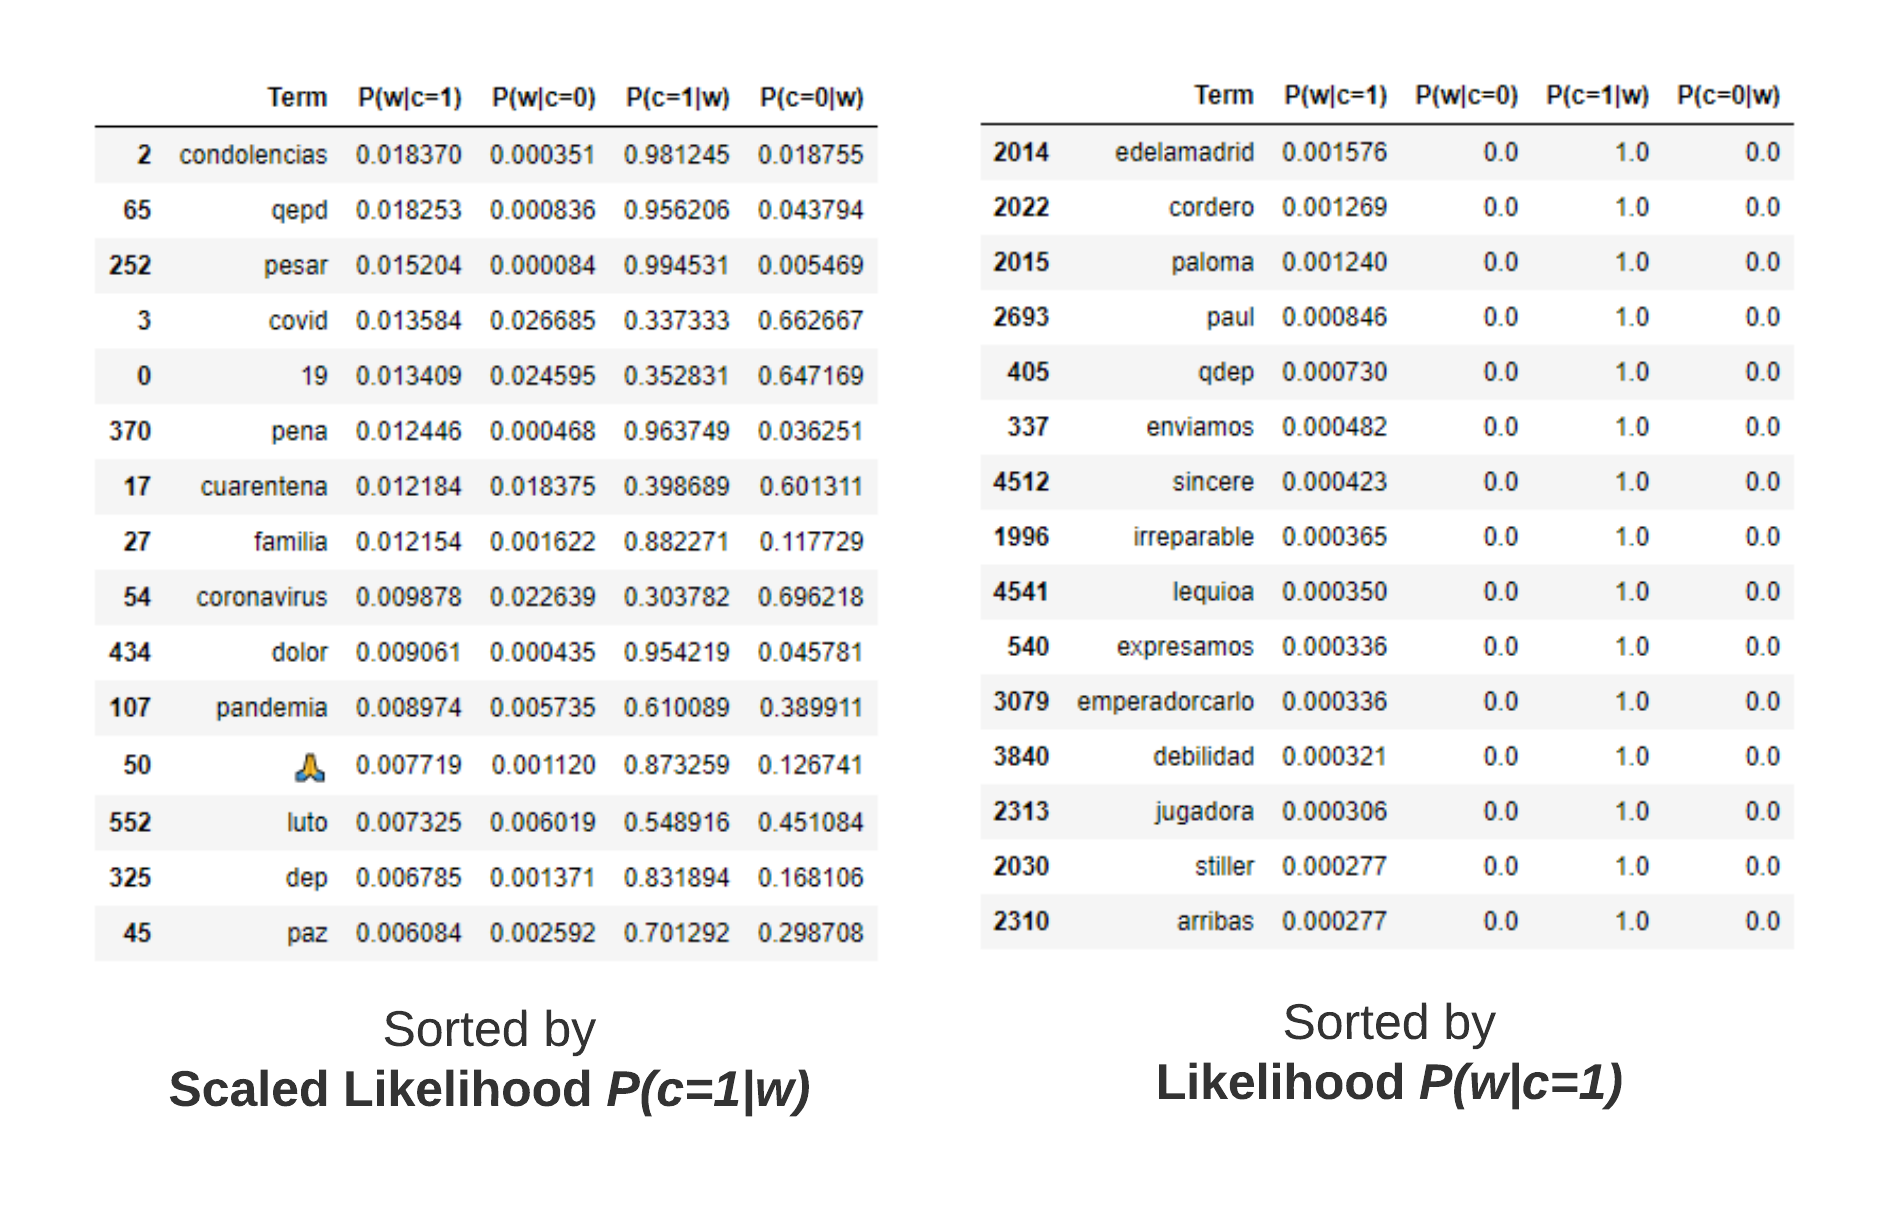 Term P(w|c=1) P(w|c=0) P(c=1|w) P(c=0|w)
2 condolencias 0.018370 0.000351 0.981245 0.018755
65 qepd 0.018253 0.000836 0.956206 0.043794
252 pesar 0.015204 0.000084 0.994531 0.005469
3 covid 0.013584 0.026685 0.337333 0.662667
0 19 0.013409 0.024595 0.352831 0.647169
370 pena 0.012446 0.000468 0.963749 0.036251
17 cuarentena 0.012184 0.018375 0.398689 0.601311
27 familia 0.012154 0.001622 0.882271 0.117729
54 coronavirus 0.009878 0.022639 0.303782 0.696218
434 dolor 0.009061 0.000435 0.954219 0.045781
107 pandemia 0.008974 0.005735 0.610089 0.389911
50 🙏 0.007719 0.001120 0.873259 0.126741
552 luto 0.007325 0.006019 0.548916 0.451084
325 dep 0.006785 0.001371 0.831894 0.168106
45 paz 0.006084 0.002592 0.701292 0.298708
Sorted by
Scaled Likelihood P(c=1|w)
Term P(w|c=1) P(w|c=0) P(c=1|w) P(c=0|w)
2014 edelamadrid 0.001576 0.0 1.0 0.0
2022 cordero 0.001269 0.0 1.0 0.0
2015 paloma 0.001240 0.0 1.0 0.0
2693 paul 0.000846 0.0 1.0 0.0
405 qdep 0.000730 0.0 1.0 0.0
337 enviamos 0.000482 0.0 1.0 0.0
4512 sincere 0.000423 0.0 1.0 0.0
1996 irreparable 0.000365 0.0 1.0 0.0
4541 lequioa 0.000350 0.0 1.0 0.0
540 expresamos 0.000336 0.0 1.0 0.0
3079 emperadorcarlo 0.000336 0.0 1.0 0.0
3840 debilidad 0.000321 0.0 1.0 0.0
2313 jugadora 0.000306 0.0 1.0 0.0
2030 stiller 0.000277 0.0 1.0 0.0
2310 arribas 0.000277 0.0 1.0 0.0
Sorted by
Likelihood P(w|c=1)